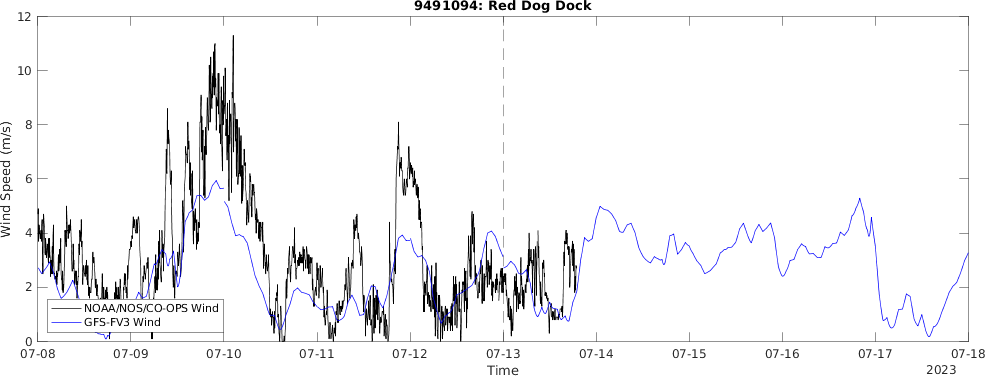 9491094: Red Dog Dock
12
10
8
6
4
2
0
Wind Speed (m/s)
NOAA/NOS/CO-OPS Wind
GFS-FV3 Wind
07-08 07-09 07-10 07-11 07-12 07-13 07-14 07-15 07-16 07-17 07-18
Time
2023